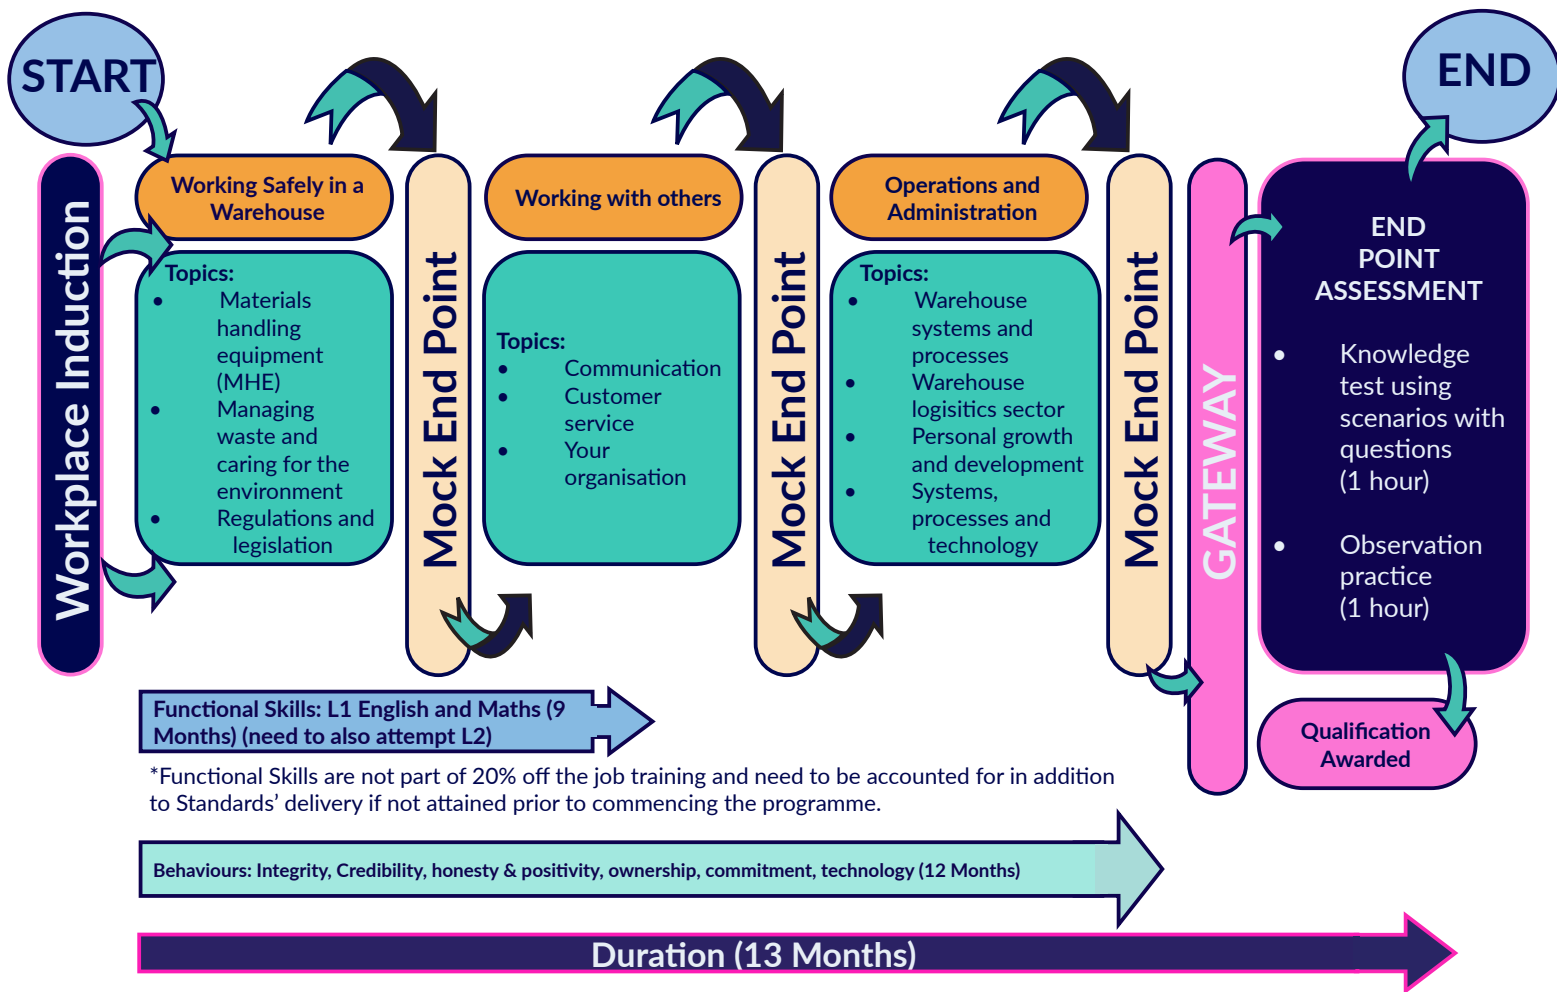 START
END
Workplace Induction
Working Safely in a
Warehouse
Topics:
• Materials
handling
equipment
(MHE)
• Managing
waste and
caring for the
environment
• Regulations and
legislation
Mock End Point
Working with others
Topics:
• Communication
• Customer
service
• Your
organisation
Mock End Point
Operations and
Administration
Topics:
• Warehouse
systems and
processes
• Warehouse
logisitics sector
• Personal growth
and development
• Systems,
processes and
technology
Mock End Point
GATEWAY
END
POINT
ASSESSMENT
• Knowledge
test using
scenarios with
questions
(1 hour)
• Observation
practice
(1 hour)
Qualification
Awarded
Functional Skills: L1 English and Maths (9
Months) (need to also attempt L2)
*Functional Skills are not part of 20% off the job training and need to be accounted for in addition
to Standards’ delivery if not attained prior to commencing the programme.
Behaviours: Integrity, Credibility, honesty & positivity, ownership, commitment, technology (12 Months)
Duration (13 Months)